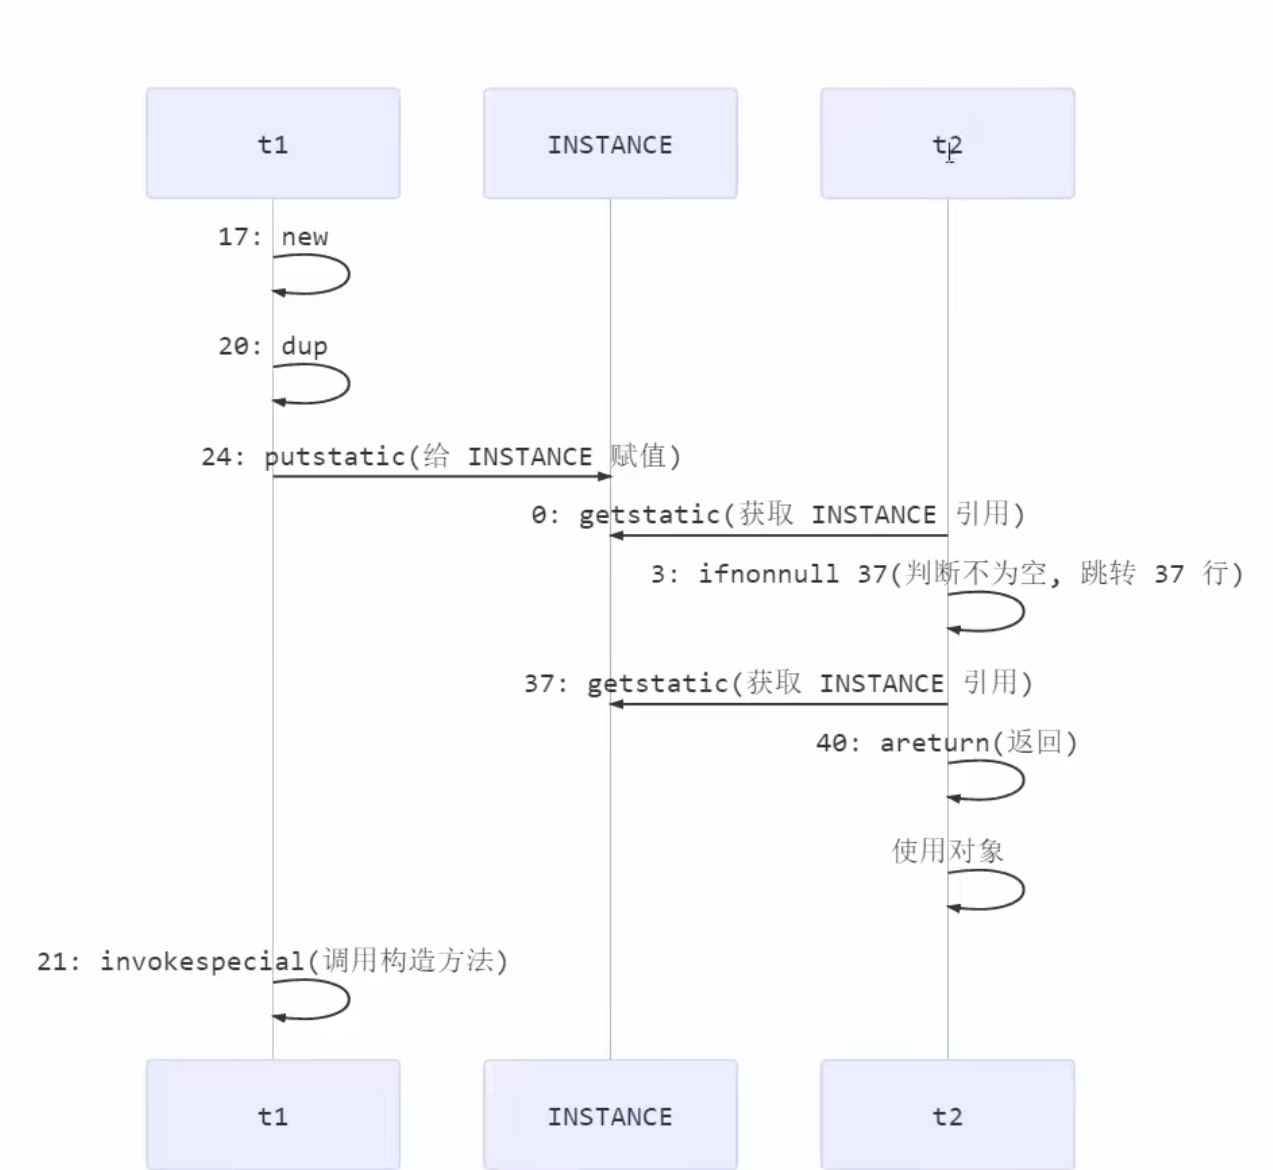 t1 INSTANCE t2
17: new
20: dup
24: putstatic(给 INSTANCE 赋值)
0: getstatic(获取 INSTANCE 引用)
3: ifnonnull 37(判断不为空, 跳转 37 行)
37: getstatic(获取 INSTANCE 引用)
40: areturn(返回)
使用对象
21: invokespecial(调用构造方法)
t1 INSTANCE t2